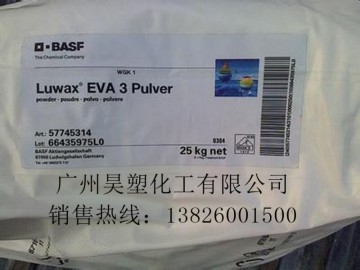 BASF
The Chemical Company
WGK 1
Luwax® EVA 3 Pulver
powder - poudre - polvo - polvere
Art.: 57745314
Lot: 66435975L0
BASF Aktiengesellschaft
67056 Ludwigshafen Germany
0304
25 kg net
广州昊塑化工有限公司
销售热线：13826001500